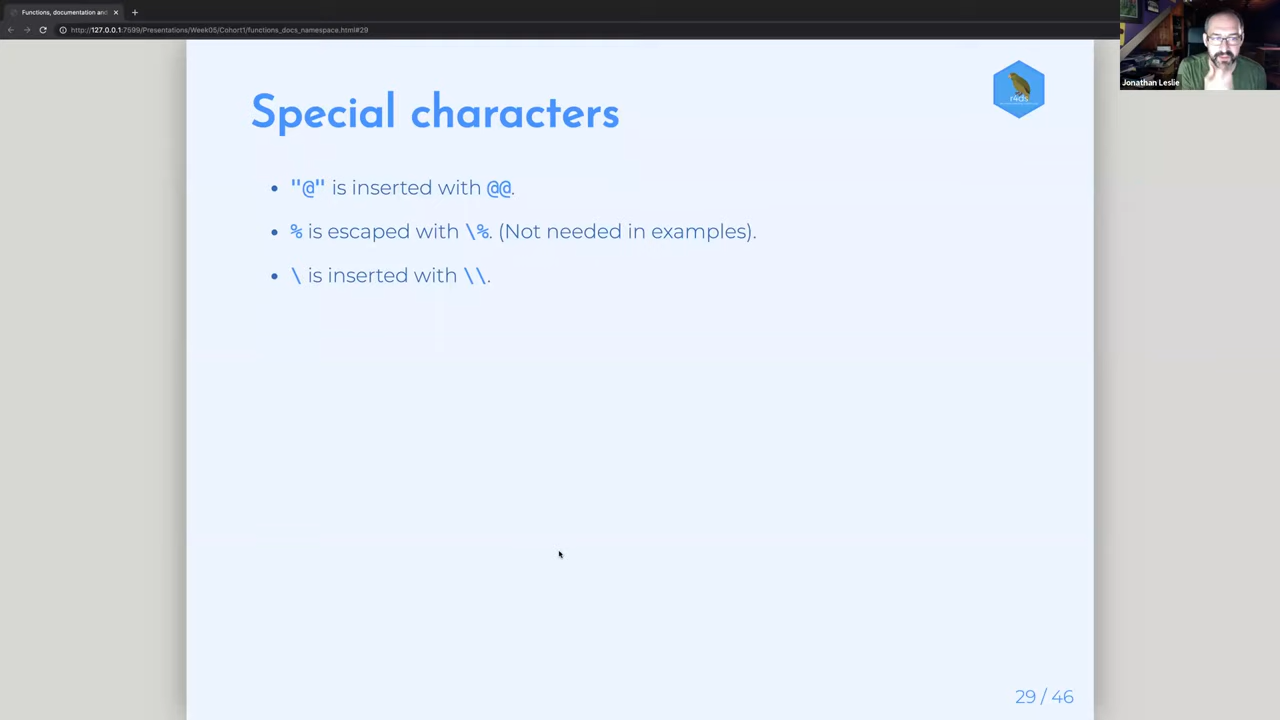 Functions, documentation and
http://127.0.0.1:7599/Presentations/Week05/Cohort1/functions_docs_namespace.html#29
Jonathan Leslie
r4ds
Special characters
• "@" is inserted with @@.
• % is escaped with \%. (Not needed in examples).
• \ is inserted with \\.
29 / 46